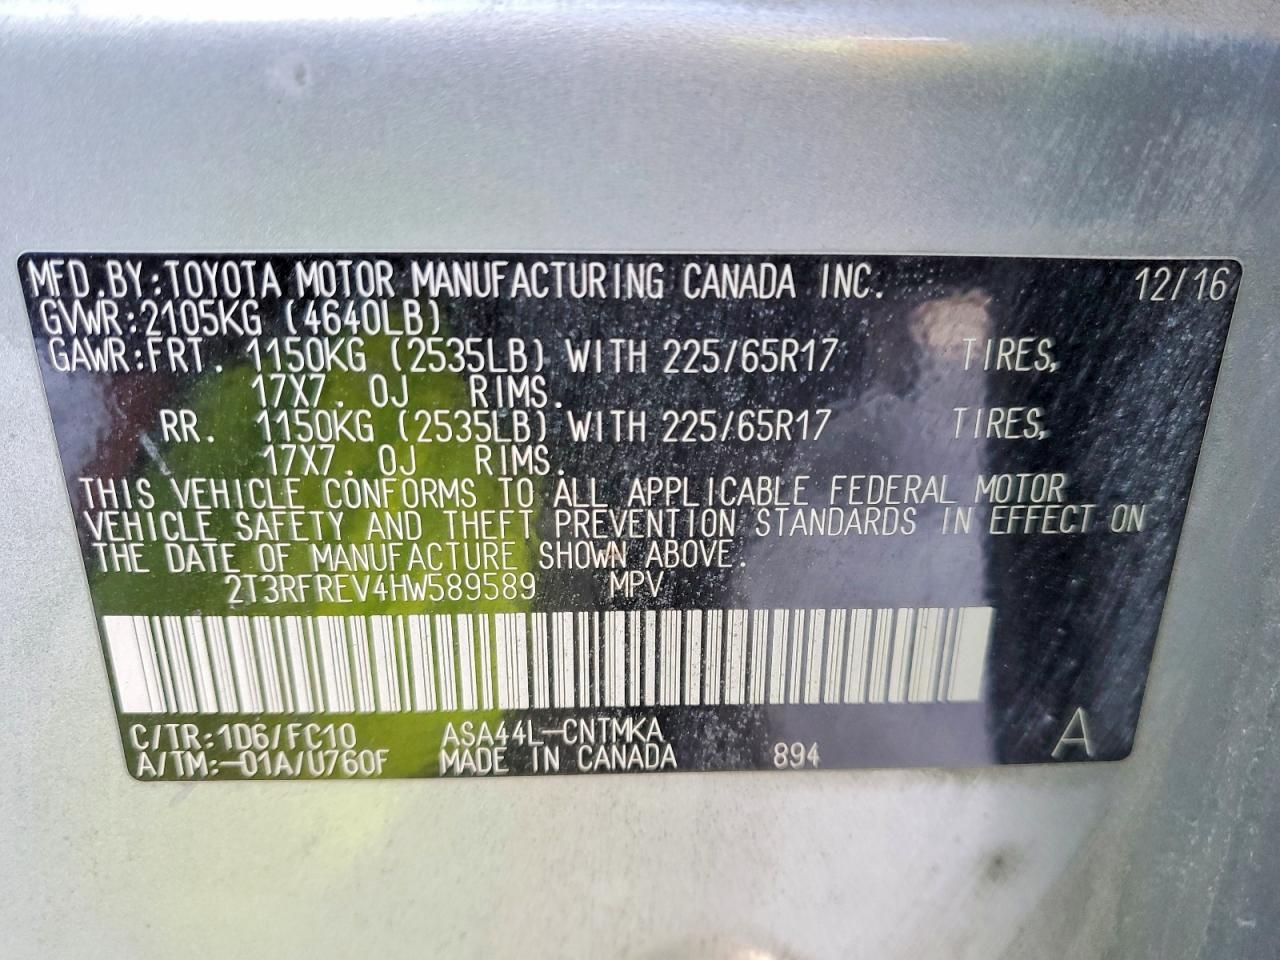 MFD.BY:TOYOTA MOTOR MANUFACTURING CANADA INC. 12/16
GVWR:2105KG (4640LB)
GAWR:FRT. 1150KG (2535LB) WITH 225/65R17 TIRES,
17X7.0J RIMS.
RR. 1150KG (2535LB) WITH 225/65R17 TIRES,
17X7.0J RIMS.
THIS VEHICLE CONFORMS TO ALL APPLICABLE FEDERAL MOTOR
VEHICLE SAFETY AND THEFT PREVENTION STANDARDS IN EFFECT ON
THE DATE OF MANUFACTURE SHOWN ABOVE.
2T3RFREV4HW589589 MPV
C/TR:1D6/FC10 ASA44L-CNTMKA
A/TM:-01A/U760F MADE IN CANADA 894 A